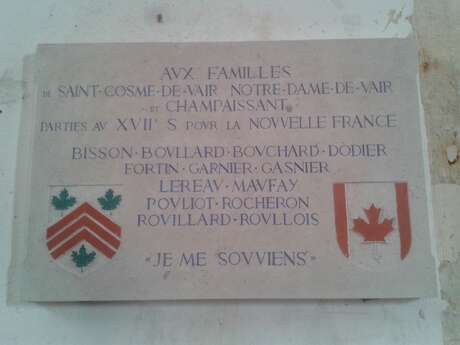 AVX FAMILLES
DE SAINT-COSME-DE-VAIR NOTRE-DAME-DE-VAIR
ET CHAMPAISSANT
PARTIES AV XVIIE S POVR LA NOVVELLE FRANCE
BISSON·BOVLLARD·BOVCHARD·DODIER
FORTIN·GARNIER·GASNIER
LEREAV·MAVFAY
POVLIOT·ROCHERON
ROVILLARD·ROVLLOIS
«JE ME SOVVIENS»